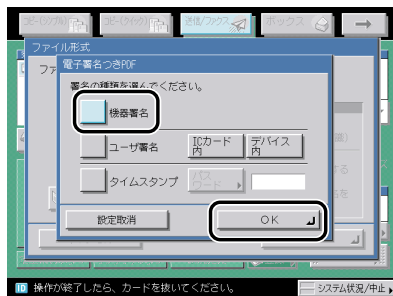 コピー(シンプル)
コピー(クイック)
送信/ファクス
ボックス
ファイル形式
ファ
電子署名つきPDF
署名の種類を選んでください。
機器署名
ユーザ署名
ICカード
内
デバイス
内
タイムスタンプ
パス
ワード
設定取消
OK
ID 操作が終了したら、カードを抜いてください。
システム状況/中止